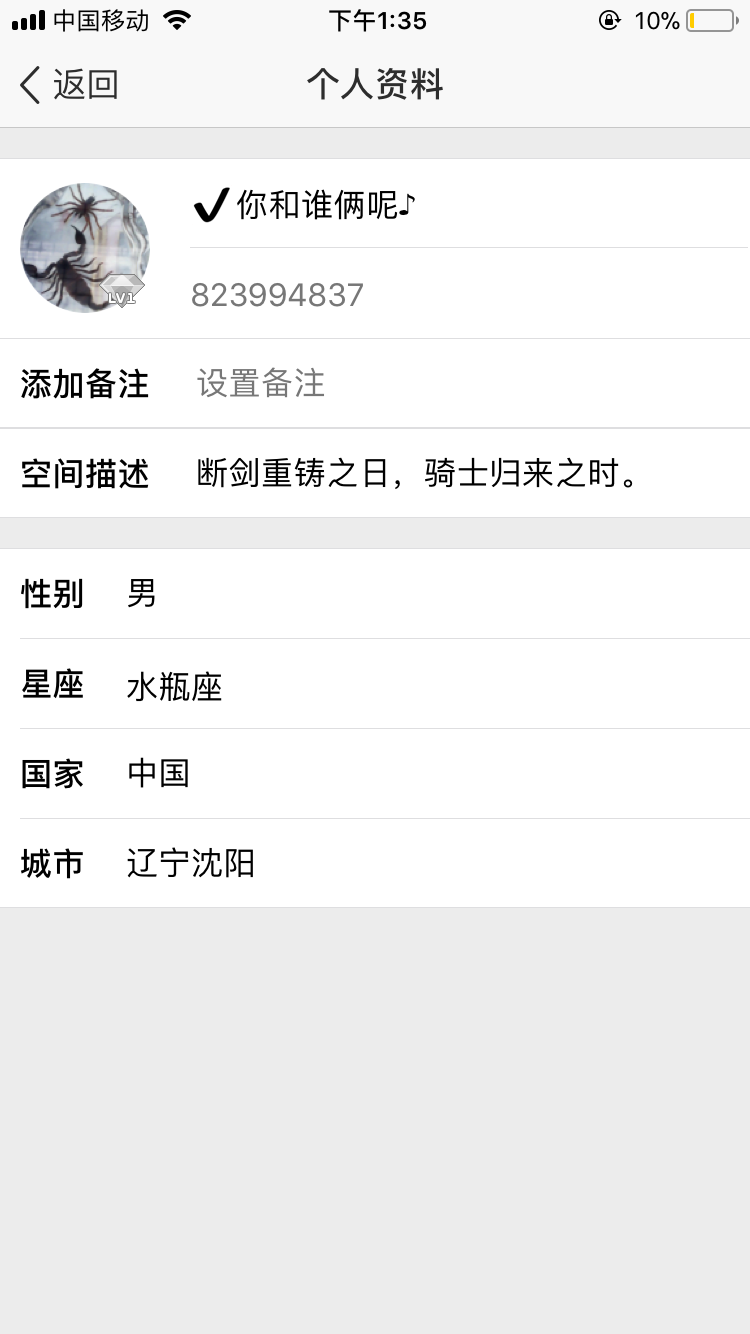 中国移动 下午1:35 10%
返回 个人资料
✔你和谁俩呢♪
LV1
823994837
添加备注 设置备注
空间描述 断剑重铸之日，骑士归来之时。
性别 男
星座 水瓶座
国家 中国
城市 辽宁沈阳